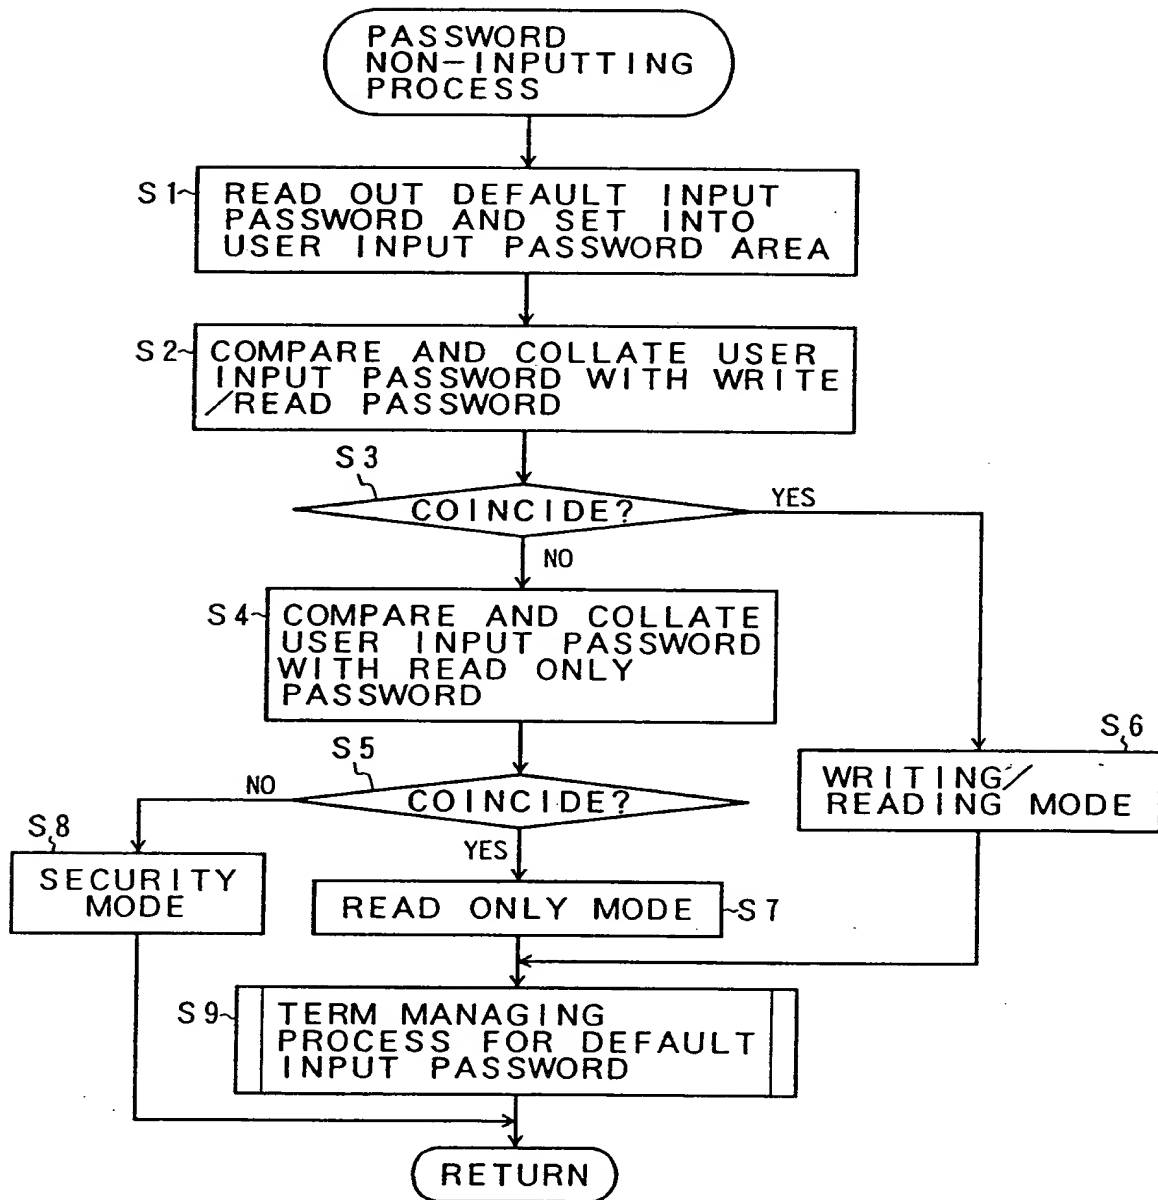 PASSWORD
NON-INPUTTING
PROCESS
S1
READ OUT DEFAULT INPUT
PASSWORD AND SET INTO
USER INPUT PASSWORD AREA
S2
COMPARE AND COLLATE USER
INPUT PASSWORD WITH WRITE
/READ PASSWORD
S3
COINCIDE?
YES
NO
S4
COMPARE AND COLLATE
USER INPUT PASSWORD
WITH READ ONLY
PASSWORD
S5
COINCIDE?
NO
YES
S6
WRITING/
READING MODE
S8
SECURITY
MODE
READ ONLY MODE
S7
S9
TERM MANAGING
PROCESS FOR DEFAULT
INPUT PASSWORD
RETURN